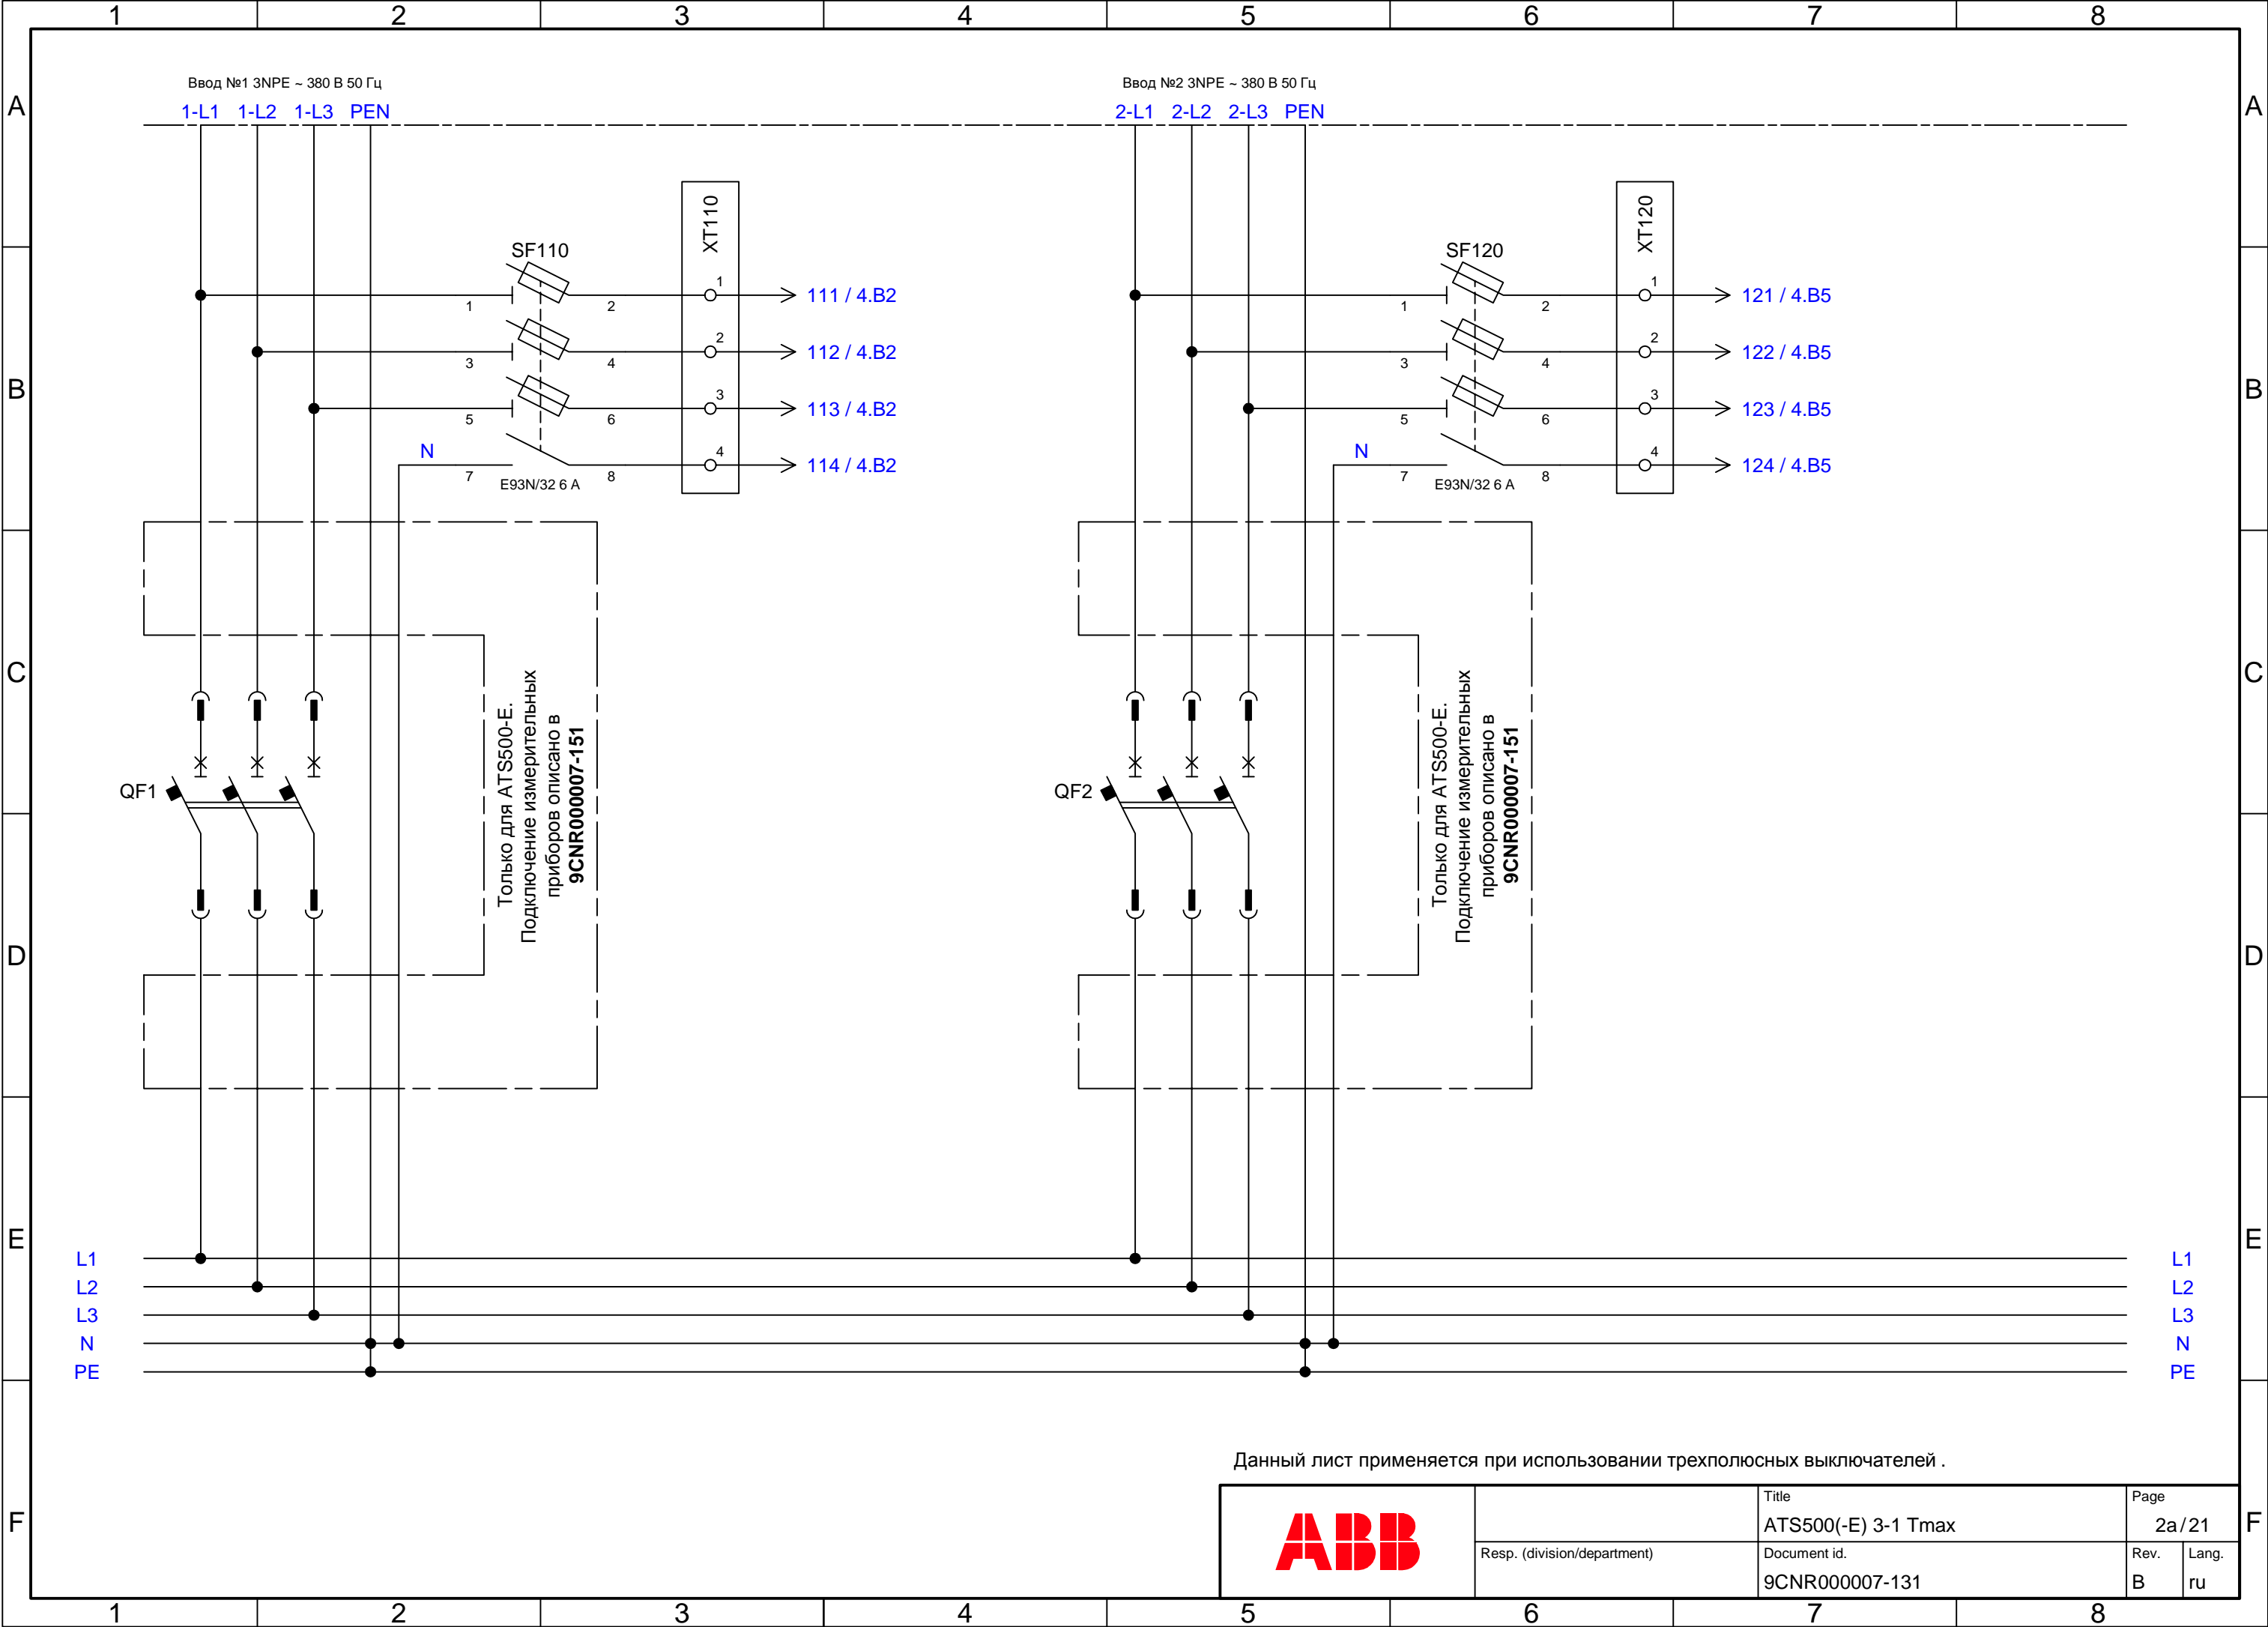 1 2 3 4 5 6 7 8
A A
B B
C C
D D
E E
F F
Ввод №1 3NPE ~ 380 В 50 Гц
1-L1 1-L2 1-L3 PEN
XT110
SF110
1 2 1 111 / 4.B2
3 4 2 112 / 4.B2
5 6 3 113 / 4.B2
N 7 8 4 114 / 4.B2
E93N/32 6 A
QF1
Только для ATS500-E.
Подключение измерительных
приборов описано в
9CNR000007-151
Ввод №2 3NPE ~ 380 В 50 Гц
2-L1 2-L2 2-L3 PEN
XT120
SF120
1 2 1 121 / 4.B5
3 4 2 122 / 4.B5
5 6 3 123 / 4.B5
N 7 8 4 124 / 4.B5
E93N/32 6 A
QF2
Только для ATS500-E.
Подключение измерительных
приборов описано в
9CNR000007-151
L1 L1
L2 L2
L3 L3
N N
PE PE
Данный лист применяется при использовании трехполюсных выключателей .
ABB
Title
ATS500(-E) 3-1 Tmax
Page
2a/21
Resp. (division/department)
Document id.
9CNR000007-131
Rev.
B
Lang.
ru
1 2 3 4 5 6 7 8